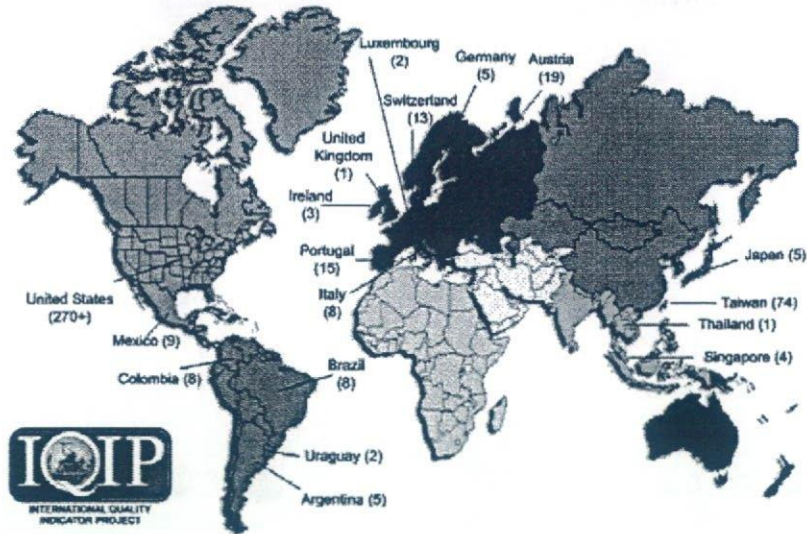 Luxembourg
(2)
Germany
(5)
Austria
(19)
Switzerland
(13)
United
Kingdom
(1)
Ireland
(3)
Portugal
(15)
Italy
(8)
Japan (5)
United States
(270+)
Taiwan (74)
Thailand (1)
Mexico (9)
Singapore (4)
Colombia (8)
Brazil
(8)
Uraguay (2)
Argentina (5)
IQIP
INTERNATIONAL QUALITY
INDICATOR PROJECT